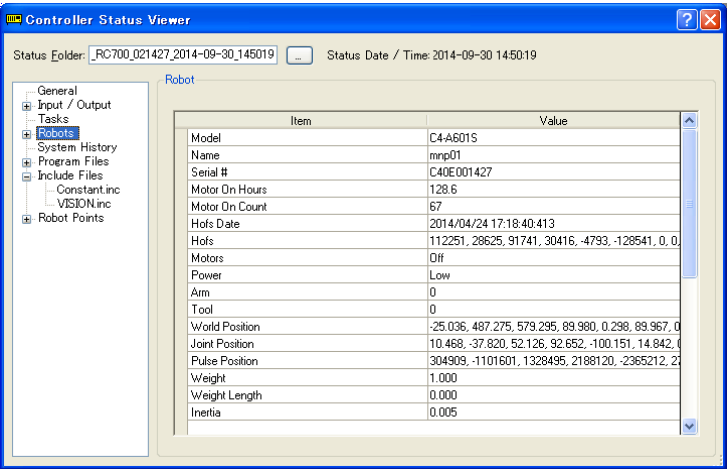 Controller Status Viewer
Status Folder: _RC700_021427_2014-09-30_145019 ... Status Date / Time: 2014-09-30 14:50:19
General
Input / Output
Tasks
Robots
System History
Program Files
Include Files
Constant.inc
VISION.inc
Robot Points
Robot
Item Value
Model C4-A601S
Name mnp01
Serial # C40E001427
Motor On Hours 128.6
Motor On Count 67
Hofs Date 2014/04/24 17:18:40:413
Hofs 112251, 28625, 91741, 30416, -4793, -128541, 0, 0,
Motors Off
Power Low
Arm 0
Tool 0
World Position -25.036, 487.275, 579.295, 89.980, 0.298, 89.967, 0
Joint Position 10.468, -37.820, 52.126, 92.652, -100.151, 14.842, 
Pulse Position 304909, -1101601, 1328495, 2188120, -2365212, 
Weight 1.000
Weight Length 0.000
Inertia 0.005